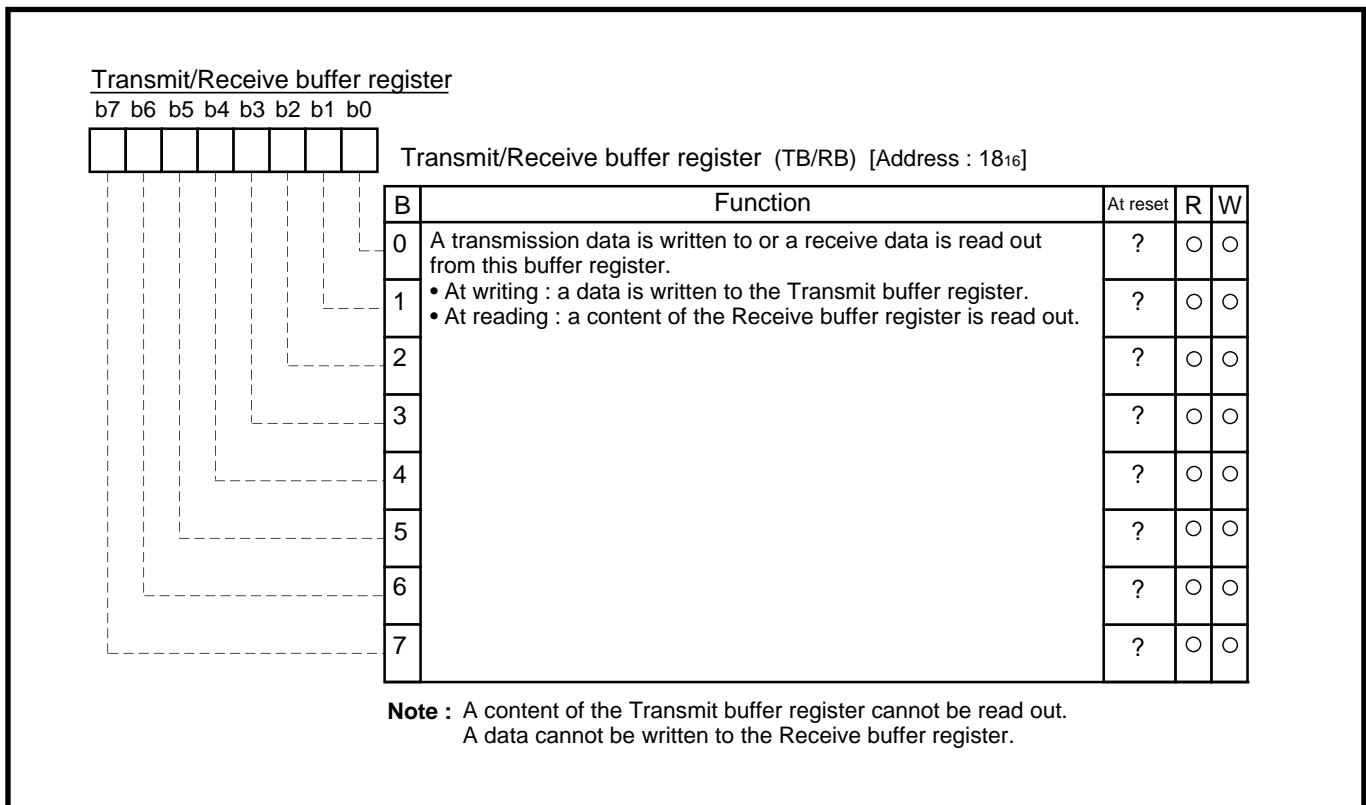 Transmit/Receive buffer register
b7 b6 b5 b4 b3 b2 b1 b0
Transmit/Receive buffer register (TB/RB) [Address : 18₁₆]
B Function At reset R W
0 A transmission data is written to or a receive data is read out ? ○ ○
from this buffer register.
1 • At writing : a data is written to the Transmit buffer register. ? ○ ○
• At reading : a content of the Receive buffer register is read out.
2 ? ○ ○
3 ? ○ ○
4 ? ○ ○
5 ? ○ ○
6 ? ○ ○
7 ? ○ ○
Note : A content of the Transmit buffer register cannot be read out.
A data cannot be written to the Receive buffer register.